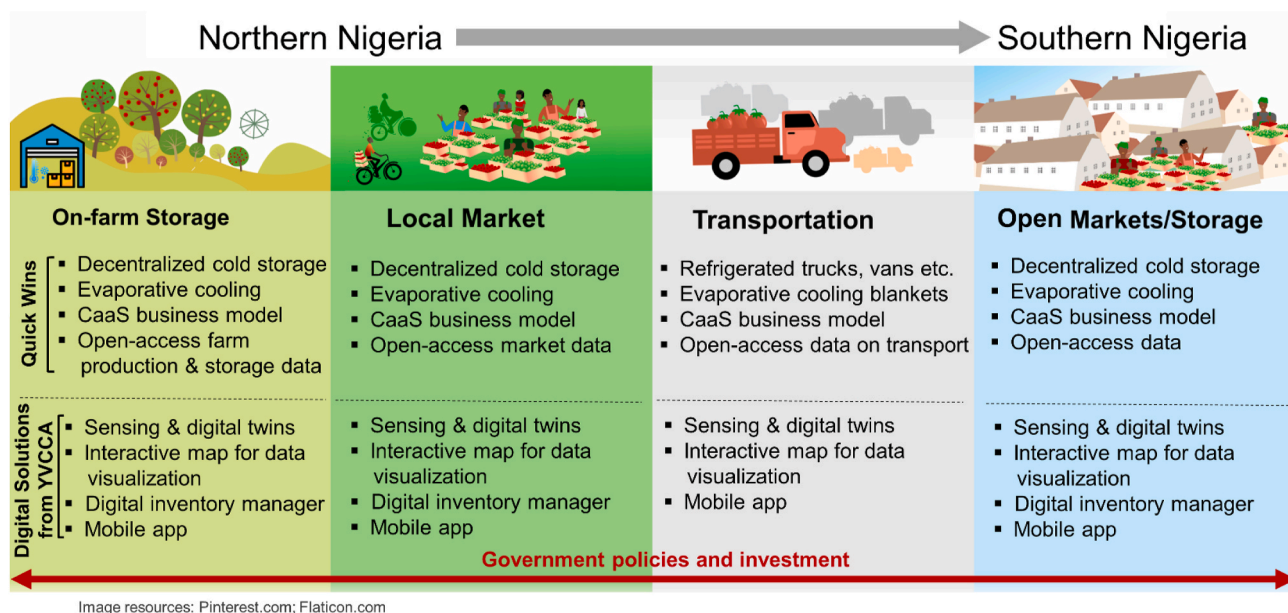 Northern Nigeria
Southern Nigeria
On-farm Storage
Quick Wins
▪ Decentralized cold storage
▪ Evaporative cooling
▪ CaaS business model
▪ Open-access farm
production & storage data
Digital Solutions
from YVCCA
▪ Sensing & digital twins
▪ Interactive map for data
visualization
▪ Digital inventory manager
▪ Mobile app
Local Market
▪ Decentralized cold storage
▪ Evaporative cooling
▪ CaaS business model
▪ Open-access market data
▪ Sensing & digital twins
▪ Interactive map for data
visualization
▪ Digital inventory manager
▪ Mobile app
Transportation
▪ Refrigerated trucks, vans etc.
▪ Evaporative cooling blankets
▪ CaaS business model
▪ Open-access data on transport
▪ Sensing & digital twins
▪ Interactive map for data
visualization
▪ Mobile app
Open Markets/Storage
▪ Decentralized cold storage
▪ Evaporative cooling
▪ CaaS business model
▪ Open-access data
▪ Sensing & digital twins
▪ Interactive map for data
visualization
▪ Digital inventory manager
▪ Mobile app
Government policies and investment
Image resources: Pinterest.com; Flaticon.com